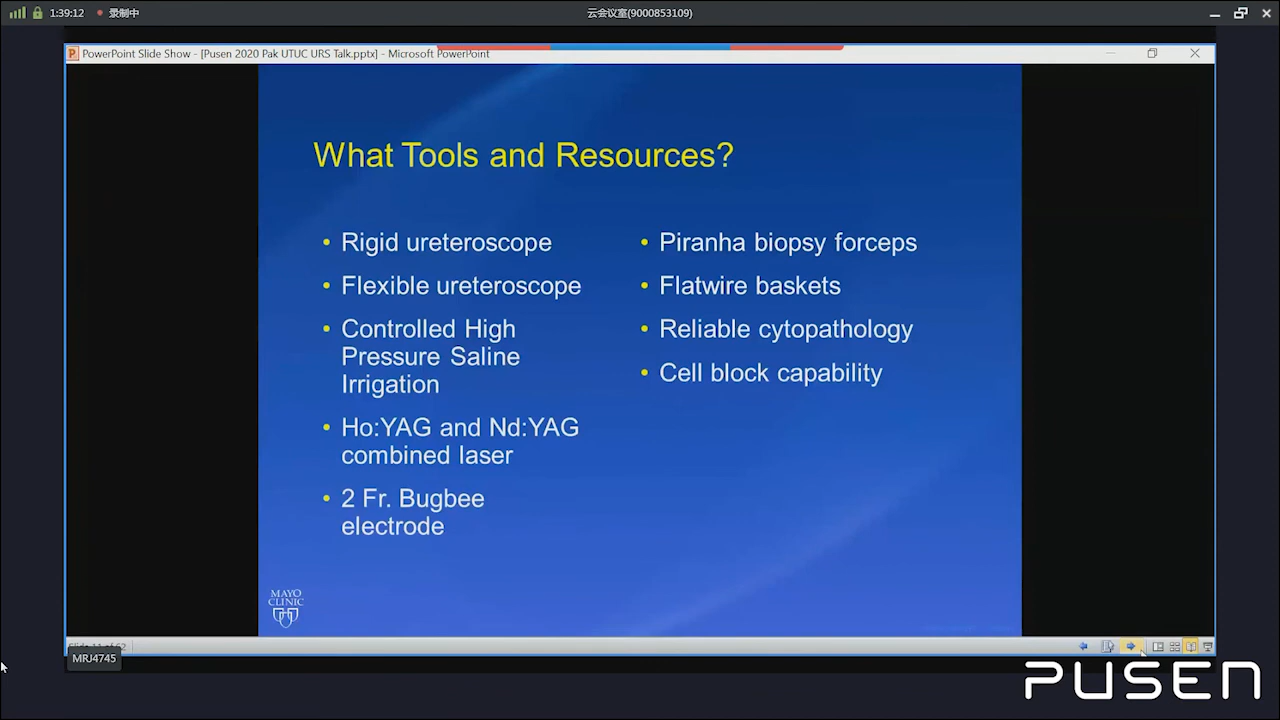 1:39:12
录制中
云会议室(9000853109)
PowerPoint Slide Show - [Pusen 2020 Pak UTUC URS Talk.pptx] - Microsoft PowerPoint
What Tools and Resources?
• Rigid ureteroscope
• Flexible ureteroscope
• Controlled High
Pressure Saline
Irrigation
• Ho:YAG and Nd:YAG
combined laser
• 2 Fr. Bugbee
electrode
• Piranha biopsy forceps
• Flatwire baskets
• Reliable cytopathology
• Cell block capability
MAYO
CLINIC
MRJ4745
PUSEN